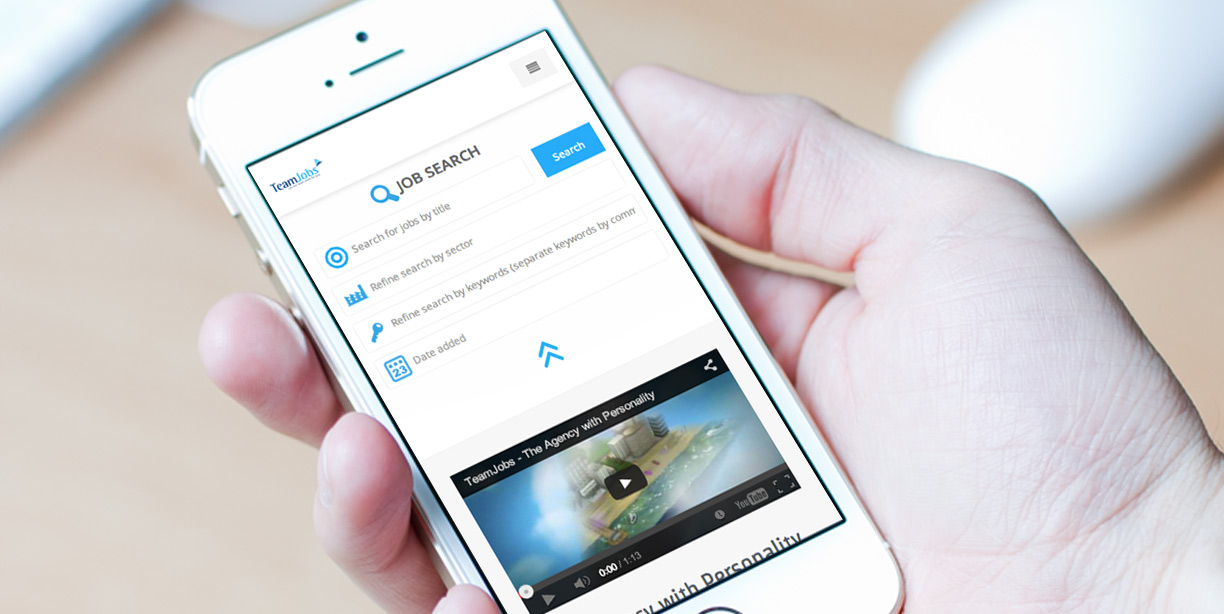 TeamJobs
JOB SEARCH
Search
Search for jobs by title
Refine search by sector
Refine search by keywords (separate keywords by comm
Date added
23
TeamJobs - The Agency with Personality
YouTube
0:00 / 1:13
cy with Personality